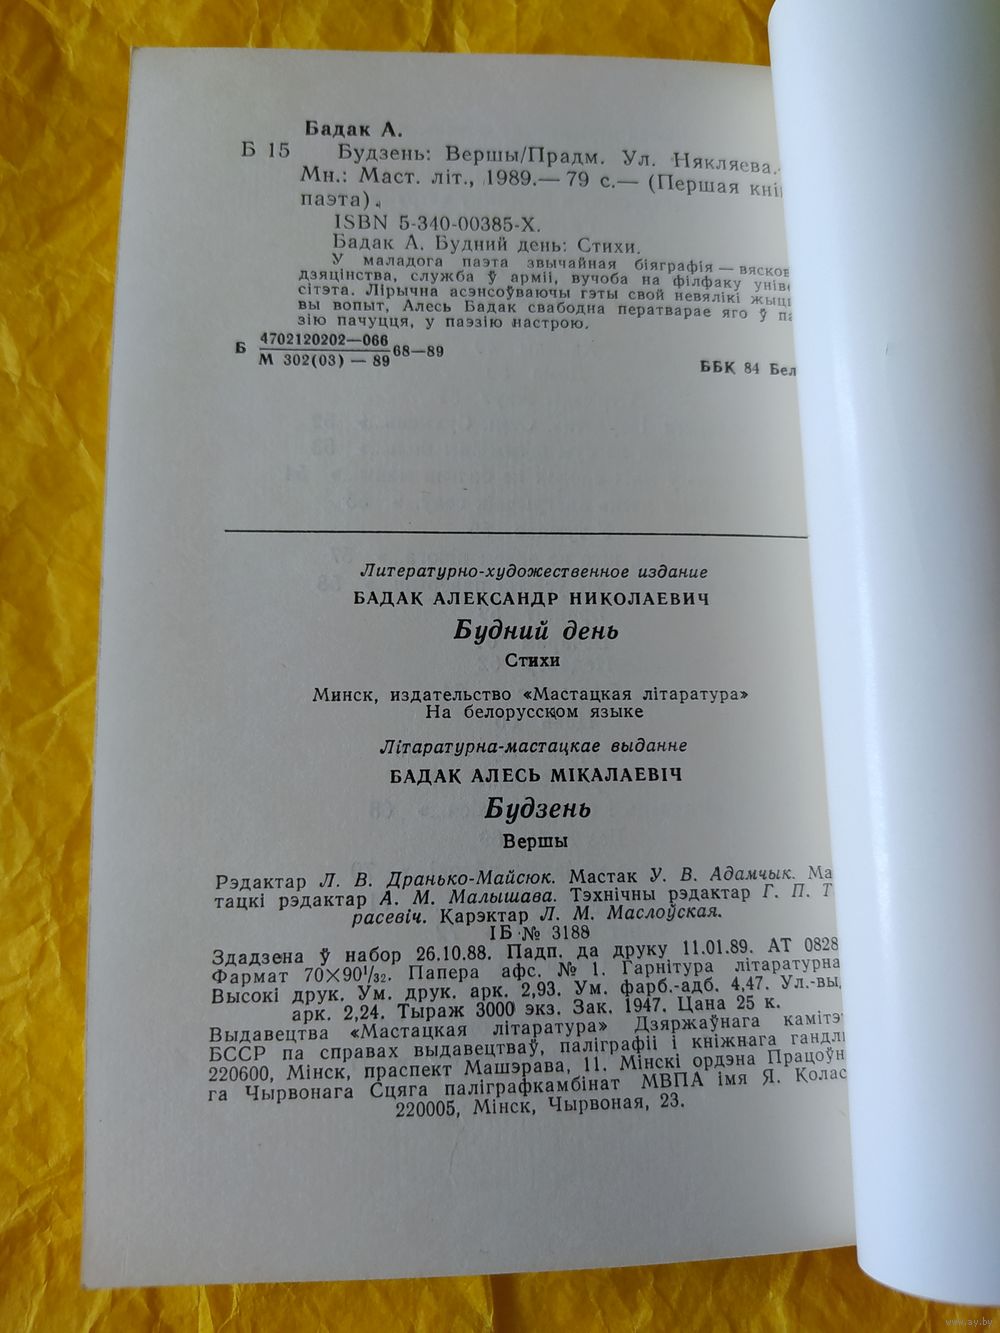 Бадак А.
Б 15 Будзень: Вершы/Прадм. Ул. Някляева.
Мн.: Маст. літ., 1989.— 79 с.— (Першая кні
паэта).
ISBN 5-340-00385-X.
Бадак А. Будний день: Стихи.
У маладога паэта звычайная біяграфія — вясков
дзяцінства, служба ў арміі, вучоба на філфаку уніве
сітэта. Лірычна асэнсоўваючы гэты свой невялікі жыц
вы вопыт, Алесь Бадак свабодна ператварае яго ў па
зію пачуцця, у паэзію настрою.
Б 4702120202—066
М 302(03) — 89 68—89
ББК 84 Бел
Литературно-художественное издание
БАДАК АЛЕКСАНДР НИКОЛАЕВИЧ
Будний день
Стихи
Минск, издательство «Мастацкая літаратура»
На белорусском языке
Літаратурна-мастацкае выданне
БАДАК АЛЕСЬ МІКАЛАЕВІЧ
Будзень
Вершы
Рэдактар Л. В. Дранько-Майсюк. Мастак У. В. Адамчык. Ма
тацкі рэдактар А. М. Малышава. Тэхнічны рэдактар Г. П. Т
расевіч. Карэктар Л. М. Маслоўская.
ІБ № 3188
Здадзена ў набор 26.10.88. Падп. да друку 11.01.89. АТ 0828
Фармат 70×90¹/₃₂. Папера афс. № 1. Гарнітура літаратурна
Высокі друк. Ум. друк. арк. 2,93. Ум. фарб.-адб. 4,47. Ул.-вы
арк. 2,24. Тыраж 3000 экз. Зак. 1947. Цана 25 к.
Выдавецтва «Мастацкая літаратура» Дзяржаўнага камітэ
БССР па справах выдавецтваў, паліграфіі і кніжнага гандл
220600, Мінск, праспект Машэрава, 11. Мінскі ордэна Працоўн
га Чырвонага Сцяга паліграфкамбінат МВПА імя Я. Колас
220005, Мінск, Чырвоная, 23.
www.ay.by